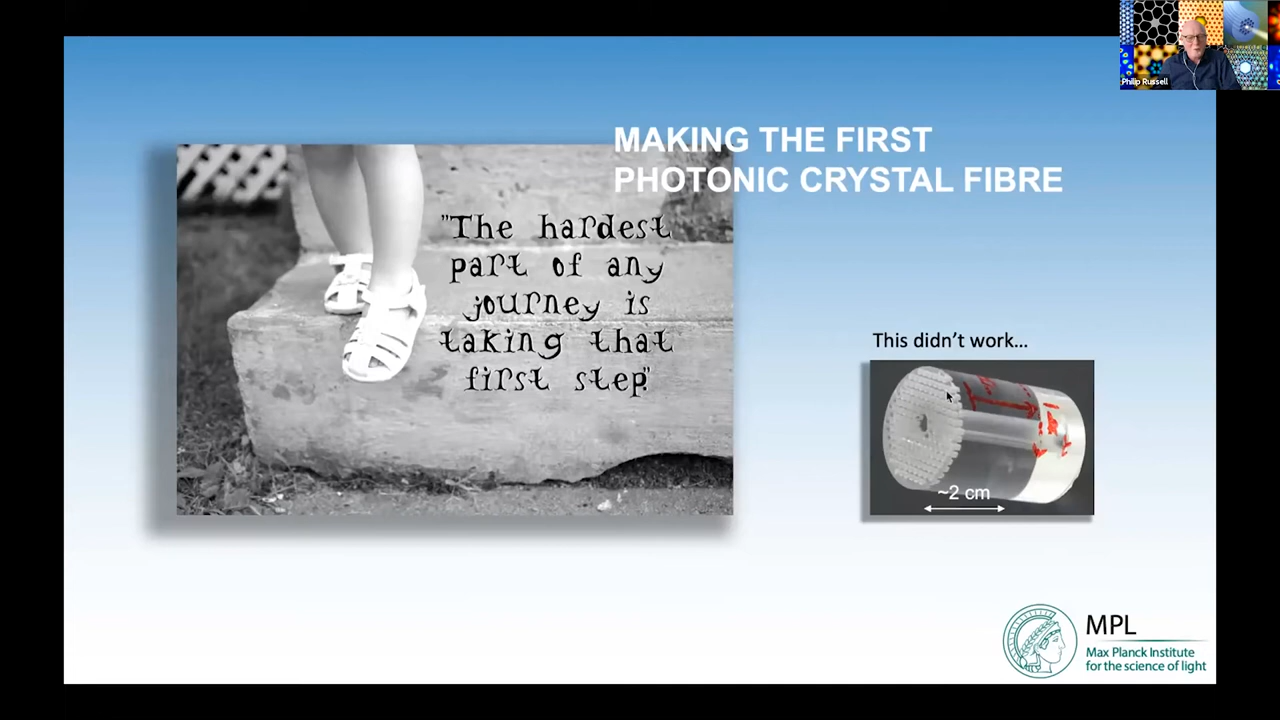 Philip Russell
MAKING THE FIRST
PHOTONIC CRYSTAL FIBRE
"The hardest
part of any
journey is
taking that
first step."
This didn't work...
~2 cm
MPL
Max Planck Institute
for the science of light